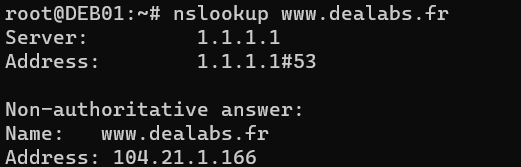 root@DEB01:~# nslookup www.dealabs.fr
Server:         1.1.1.1
Address:        1.1.1.1#53

Non-authoritative answer:
Name:   www.dealabs.fr
Address: 104.21.1.166